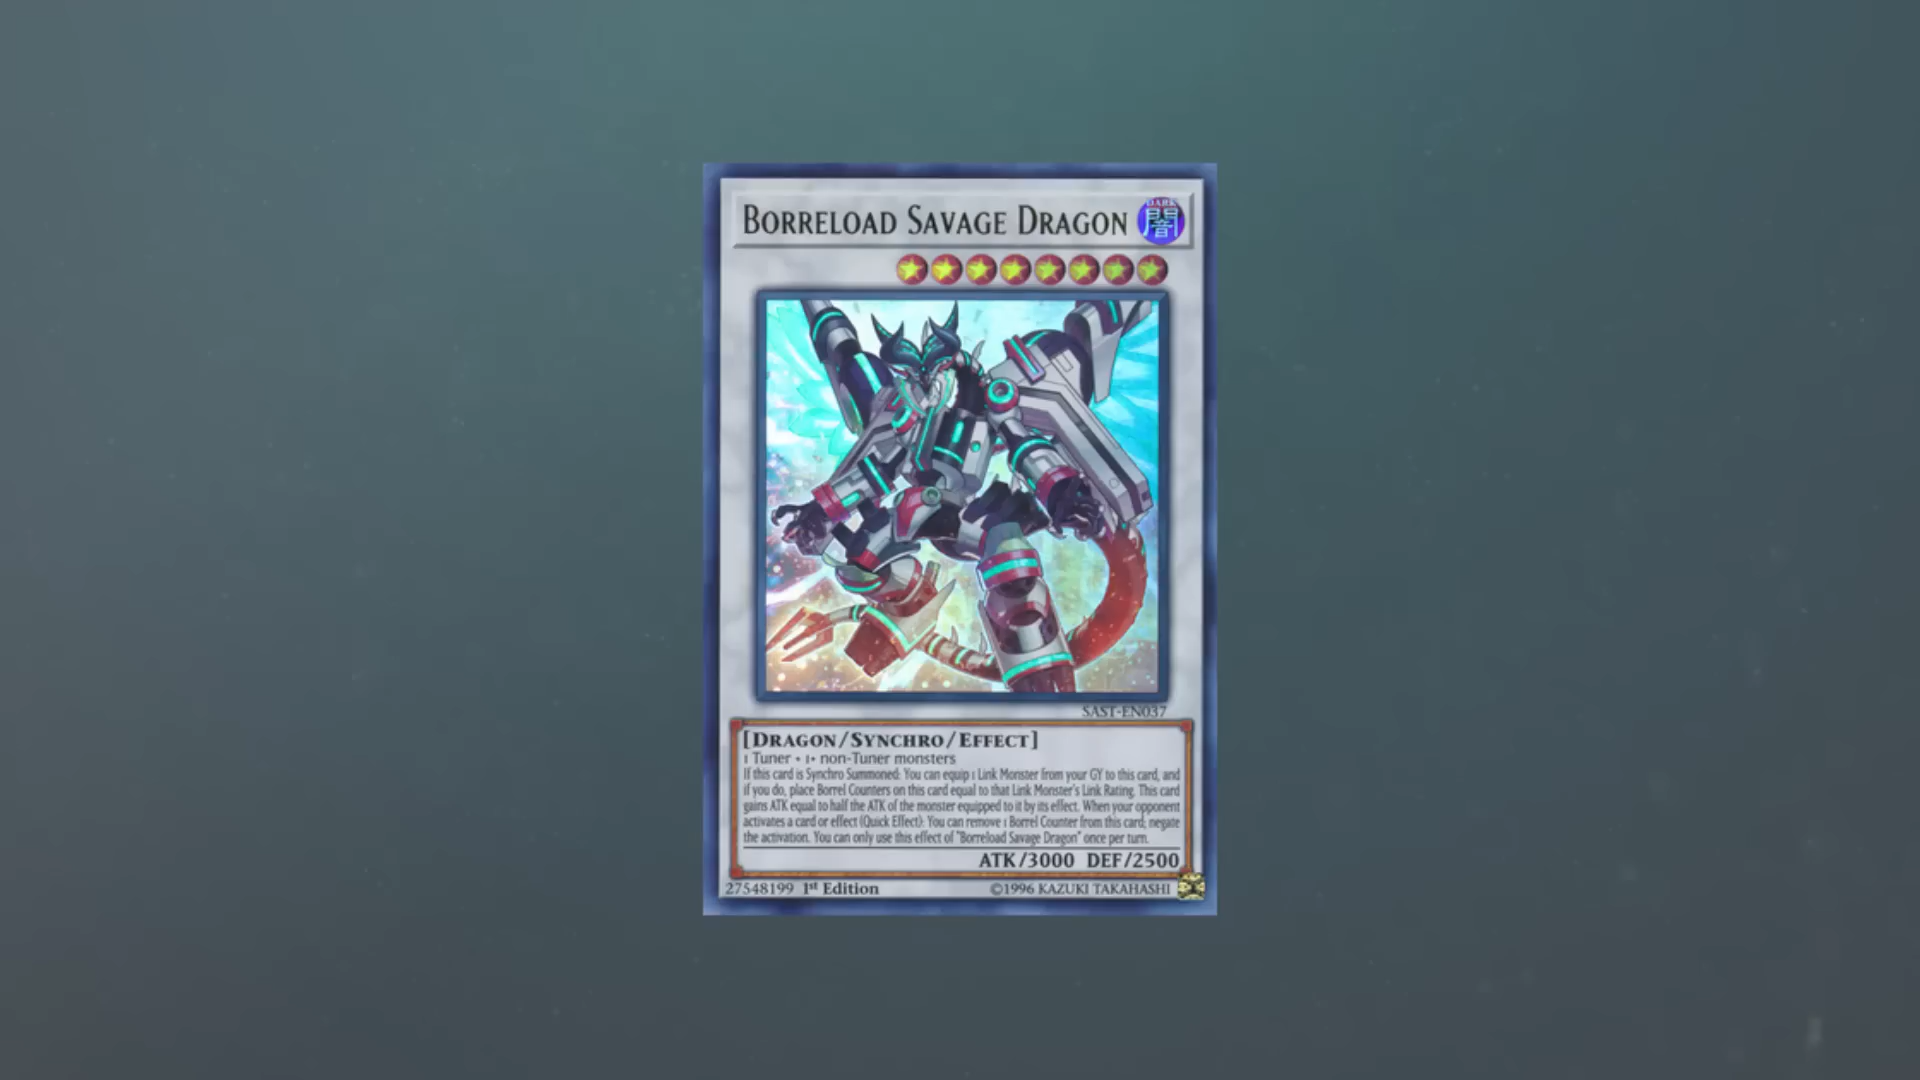 BORRELOAD SAVAGE DRAGON
DARK
闇
SAST-EN037
[DRAGON/SYNCHRO/EFFECT]
1 Tuner + 1+ non-Tuner monsters
If this card is Synchro Summoned: You can equip 1 Link Monster from your GY to this card, and
if you do, place Borrel Counters on this card equal to that Link Monster's Link Rating. This card
gains ATK equal to half the ATK of the monster equipped to it by its effect. When your opponent
activates a card or effect (Quick Effect): You can remove 1 Borrel Counter from this card; negate
the activation. You can only use this effect of "Borreload Savage Dragon" once per turn.
ATK/3000 DEF/2500
27548199 1st Edition ©1996 KAZUKI TAKAHASHI